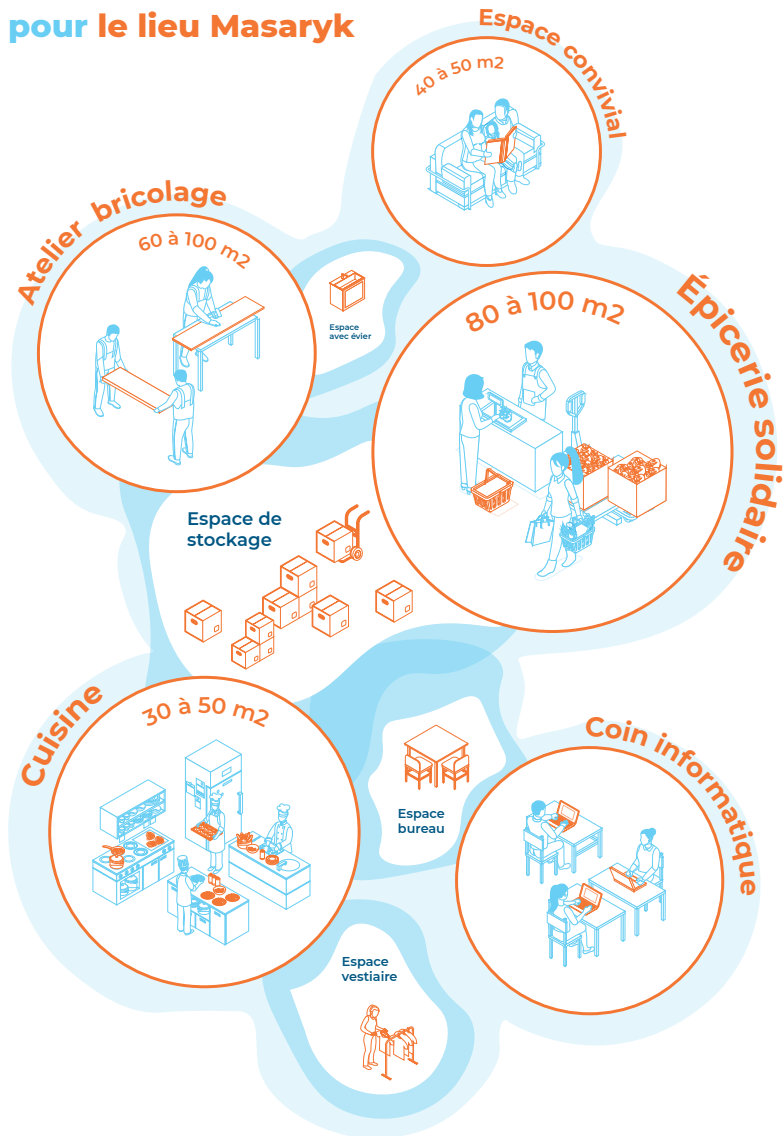 pour le lieu Masaryk
Espace convivial
40 à 50 m2
Atelier bricolage
60 à 100 m2
Espace
avec évier
Épicerie solidaire
80 à 100 m2
Espace de
stockage
Cuisine
30 à 50 m2
Espace
bureau
Coin informatique
Espace
vestiaire